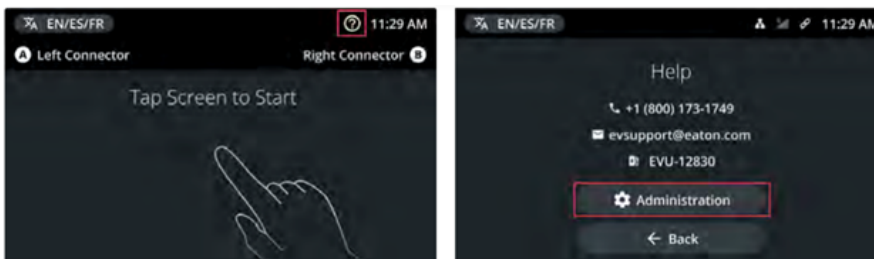 EN/ES/FR
11:29 AM
A Left Connector
Right Connector B
Tap Screen to Start
EN/ES/FR
11:29 AM
Help
+1 (800) 173-1749
evsupport@eaton.com
EVU-12830
Administration
Back